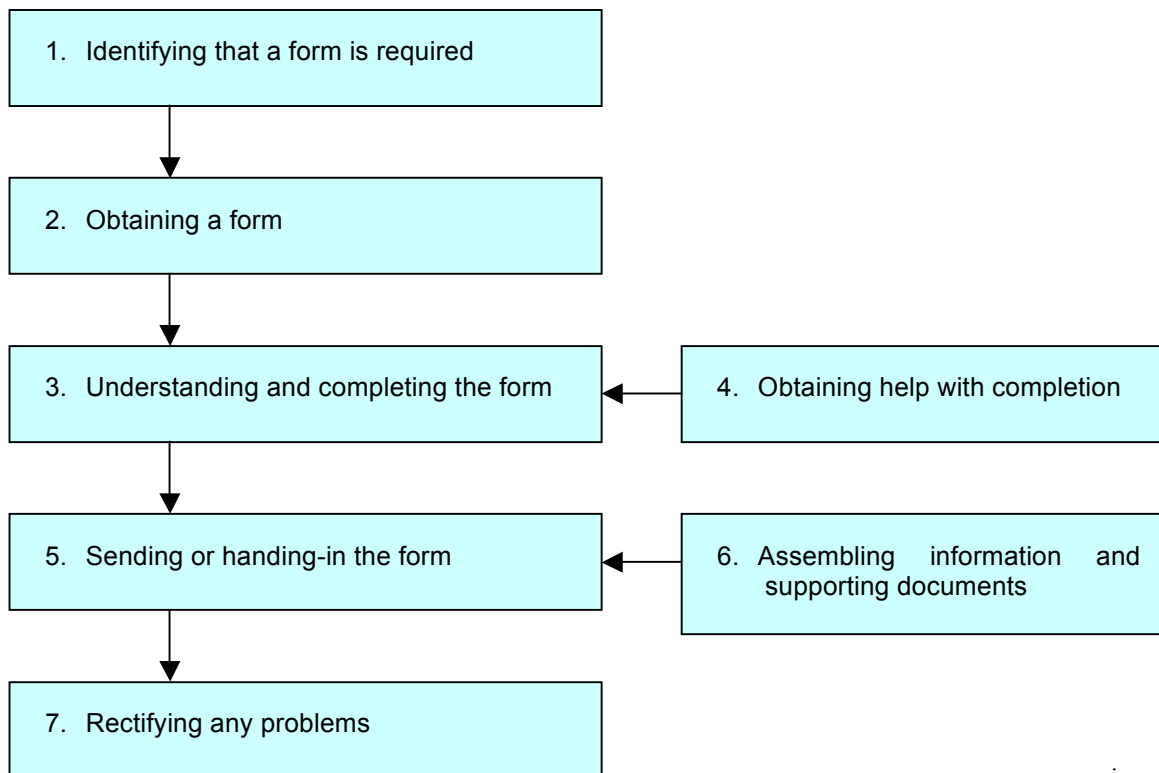 1. Identifying that a form is required
2. Obtaining a form
3. Understanding and completing the form
4. Obtaining help with completion
5. Sending or handing-in the form
6. Assembling information and
supporting documents
7. Rectifying any problems
.